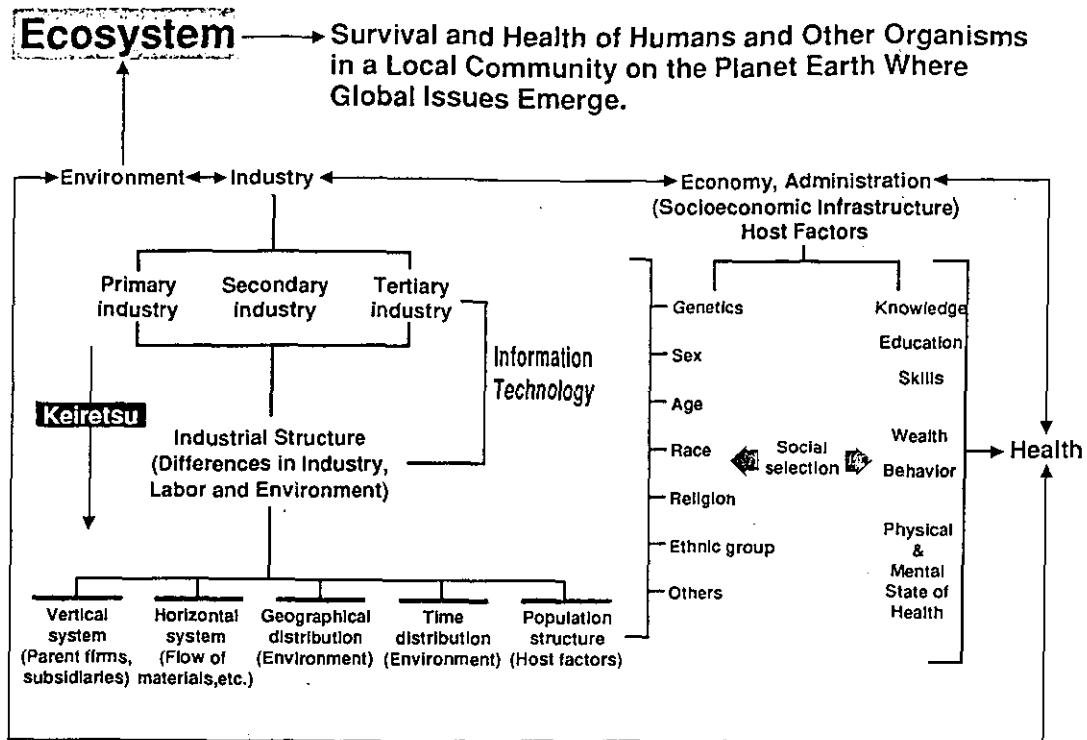 Ecosystem
Survival and Health of Humans and Other Organisms
in a Local Community on the Planet Earth Where
Global Issues Emerge.
Environment
Industry
Economy, Administration
(Socioeconomic Infrastructure)
Host Factors
Primary
industry
Secondary
industry
Tertiary
industry
Information
Technology
Keiretsu
Industrial Structure
(Differences in Industry,
Labor and Environment)
Vertical
system
(Parent firms,
subsidiaries)
Horizontal
system
(Flow of
materials,etc.)
Geographical
distribution
(Environment)
Time
distribution
(Environment)
Population
structure
(Host factors)
Genetics
Sex
Age
Race
Religion
Ethnic group
Others
Social
selection
Knowledge
Education
Skills
Wealth
Behavior
Physical
&
Mental
State of
Health
Health